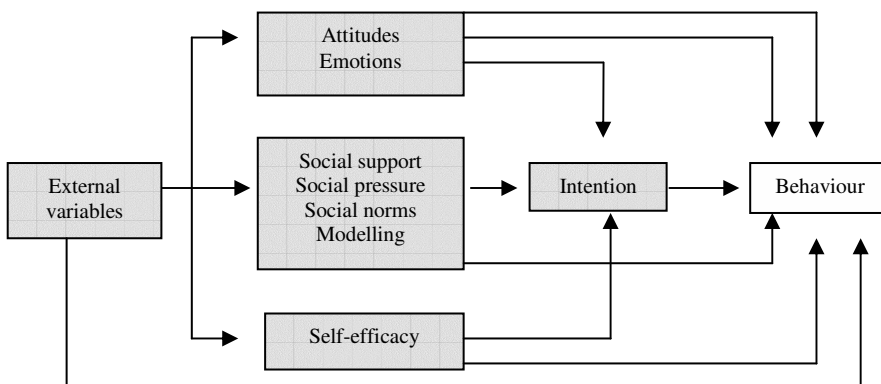 Attitudes
Emotions
External
variables
Social support
Social pressure
Social norms
Modelling
Intention
Behaviour
Self-efficacy